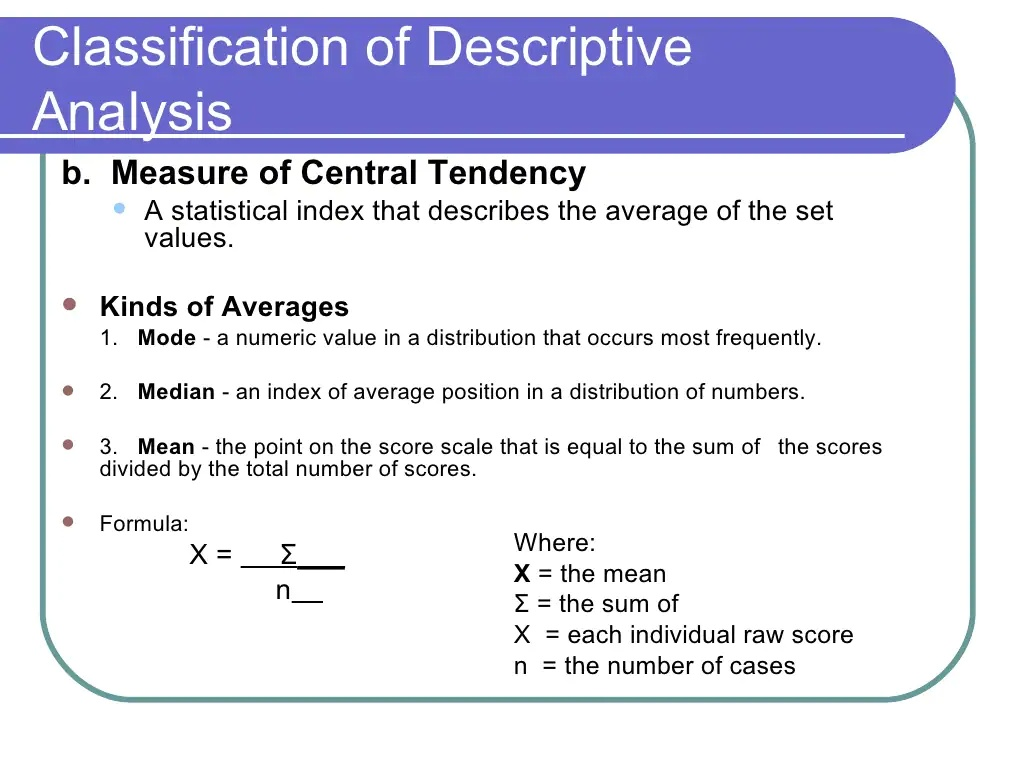 Classification of Descriptive
Analysis
b. Measure of Central Tendency
A statistical index that describes the average of the set
values.
Kinds of Averages
1. Mode - a numeric value in a distribution that occurs most frequently.
2. Median - an index of average position in a distribution of numbers.
3. Mean - the point on the score scale that is equal to the sum of the scores
divided by the total number of scores.
Formula:
X = __Σ___
n__
Where:
X = the mean
Σ = the sum of
X = each individual raw score
n = the number of cases